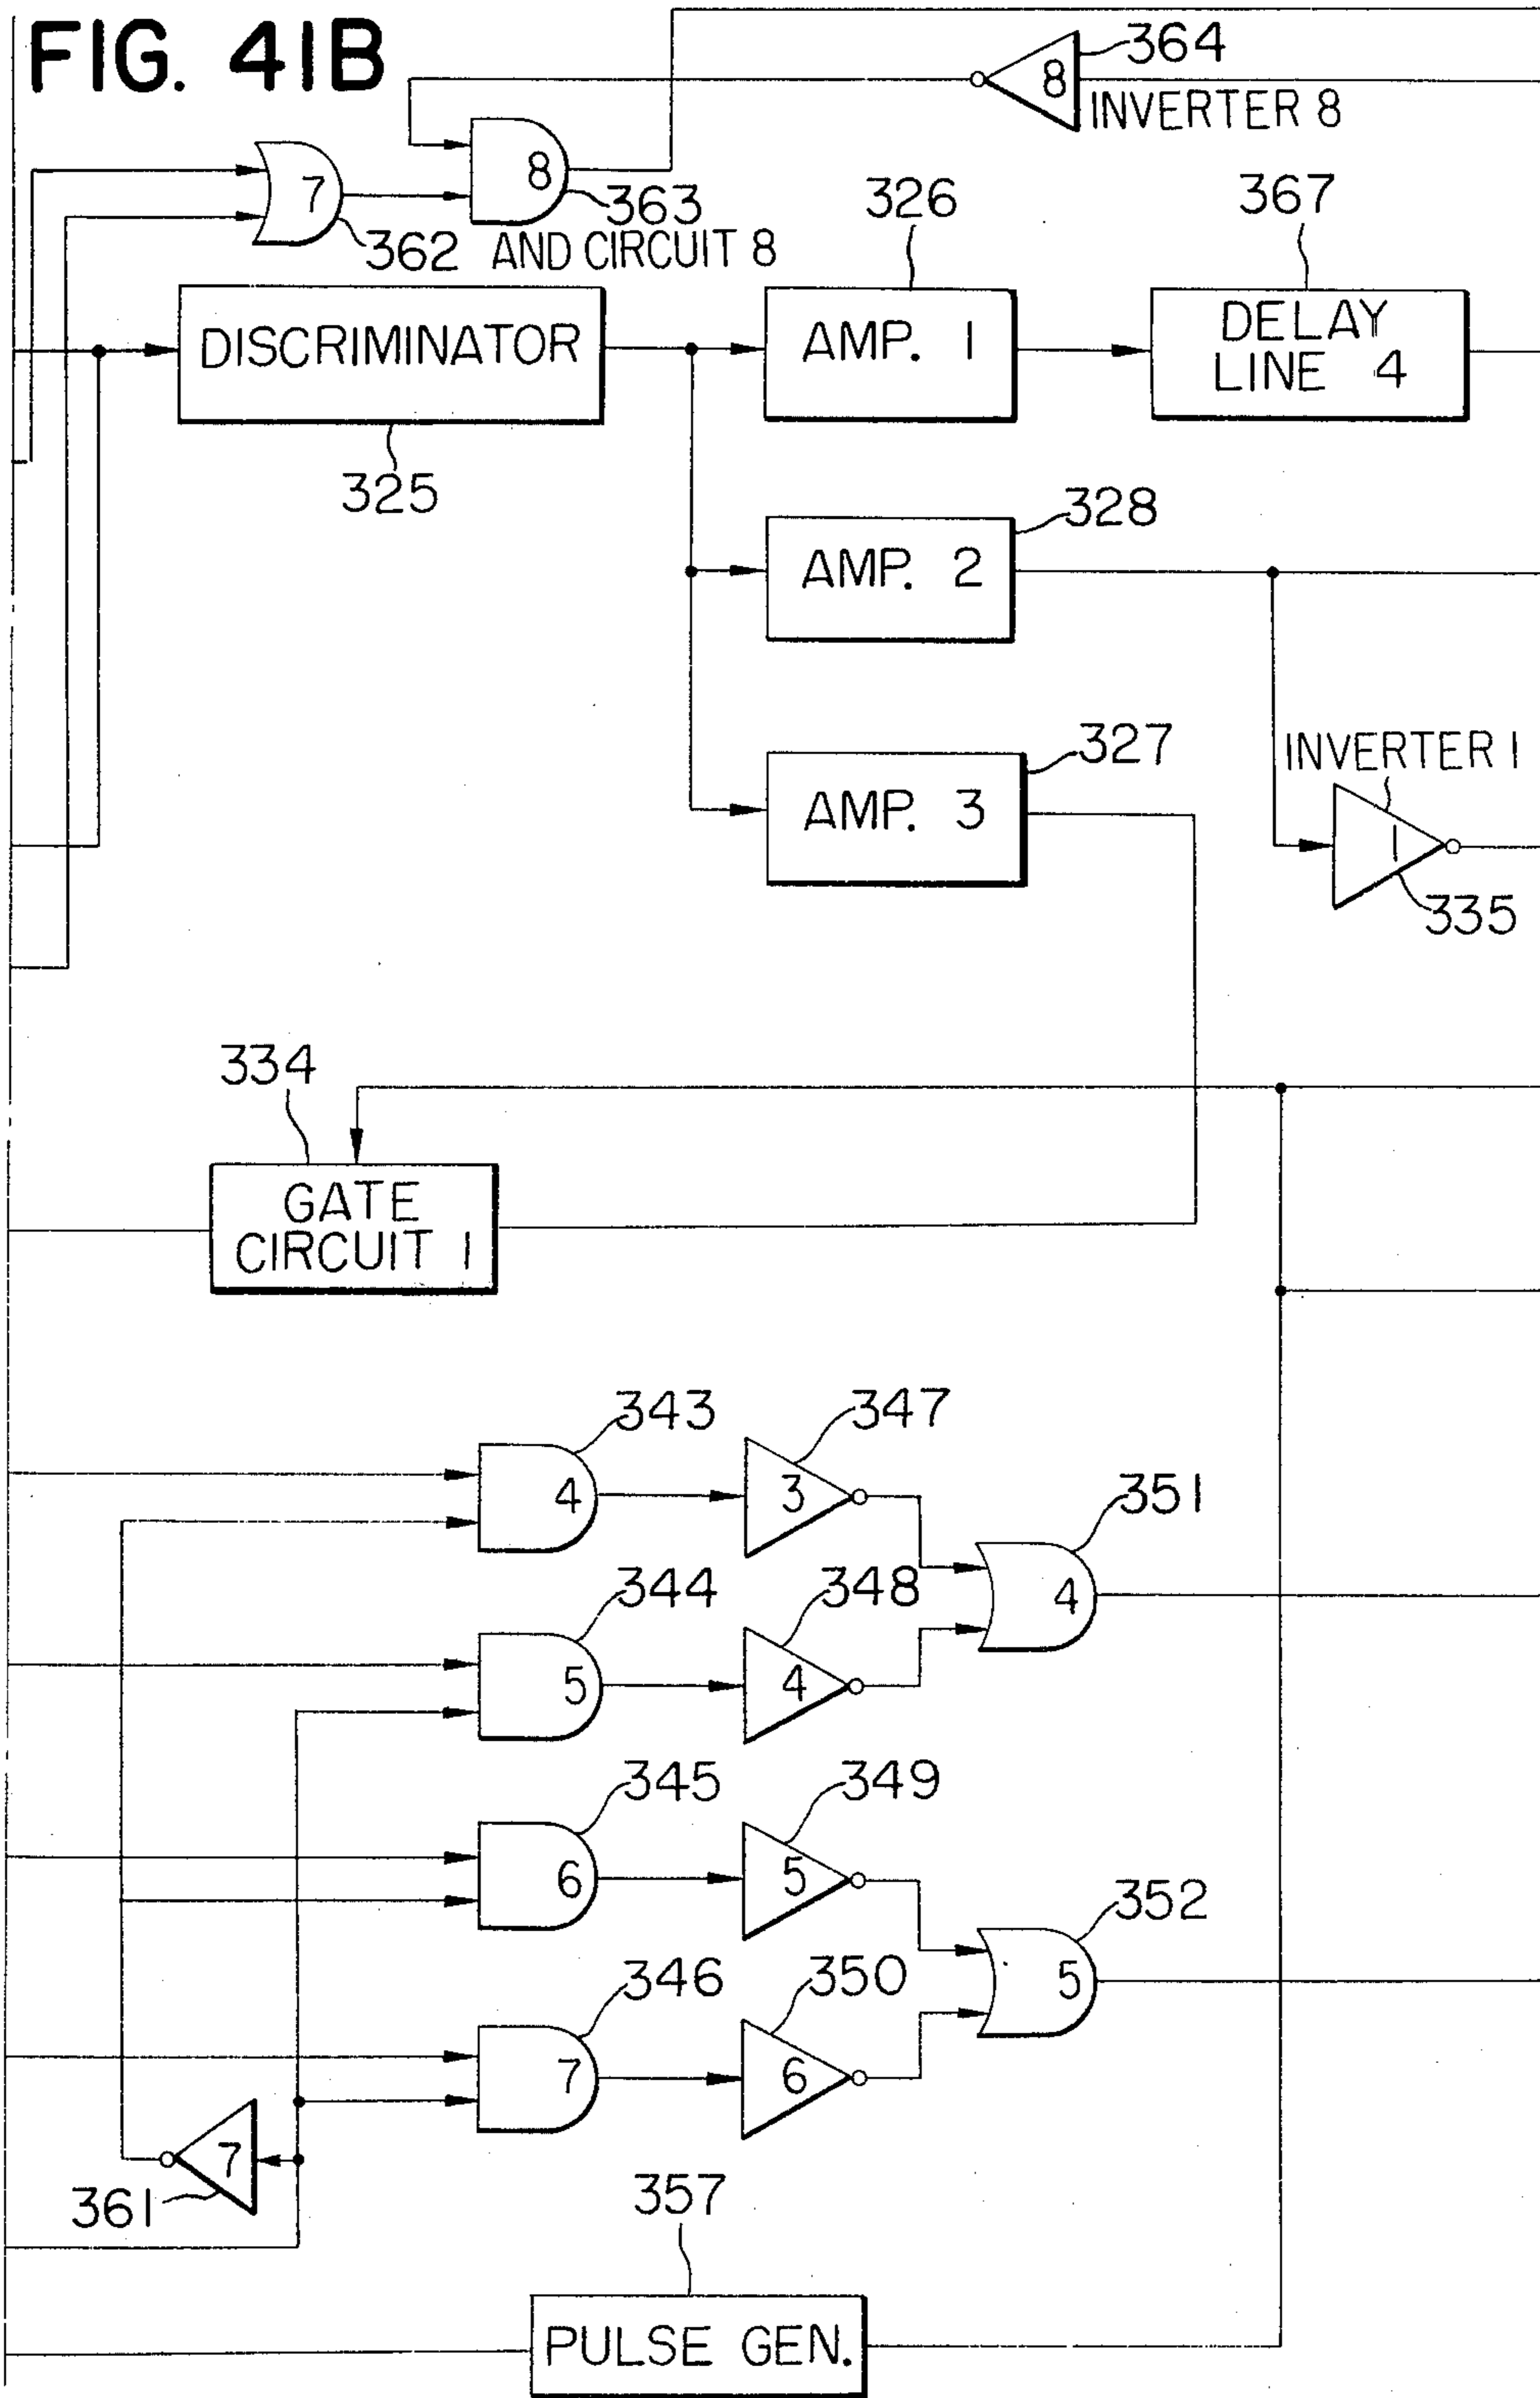 FIG. 41B
364
8
INVERTER 8
8
7
363
362
AND CIRCUIT 8
326
367
DISCRIMINATOR
AMP. 1
DELAY
LINE 4
325
328
AMP. 2
327
INVERTER 1
AMP. 3
1
335
334
GATE
CIRCUIT 1
343
347
4
3
351
344
348
4
5
4
345
349
6
5
352
346
350
5
7
6
7
361
357
PULSE GEN.